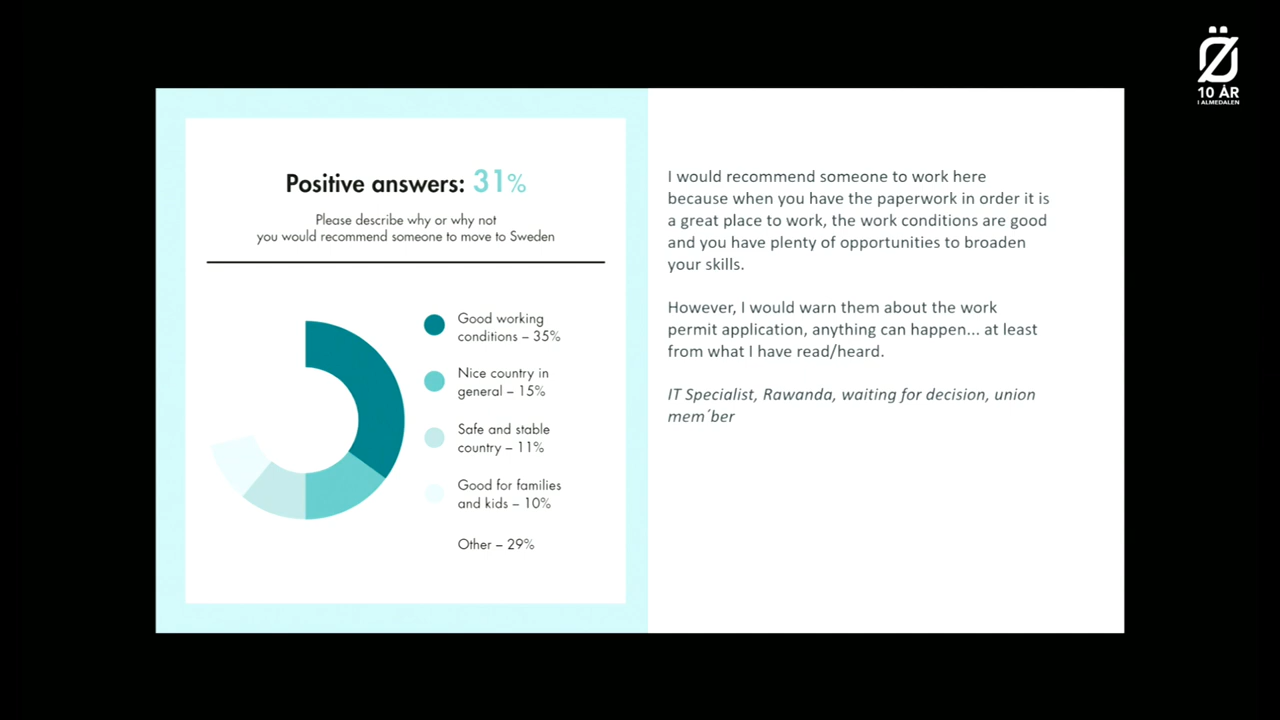 10 ÅR
I ALMEDALEN
Positive answers: 31%
Please describe why or why not
you would recommend someone to move to Sweden
Good working
conditions – 35%
Nice country in
general – 15%
Safe and stable
country – 11%
Good for families
and kids – 10%
Other – 29%
I would recommend someone to work here
because when you have the paperwork in order it is
a great place to work, the work conditions are good
and you have plenty of opportunities to broaden
your skills.
However, I would warn them about the work
permit application, anything can happen... at least
from what I have read/heard.
IT Specialist, Rawanda, waiting for decision, union
mem´ber